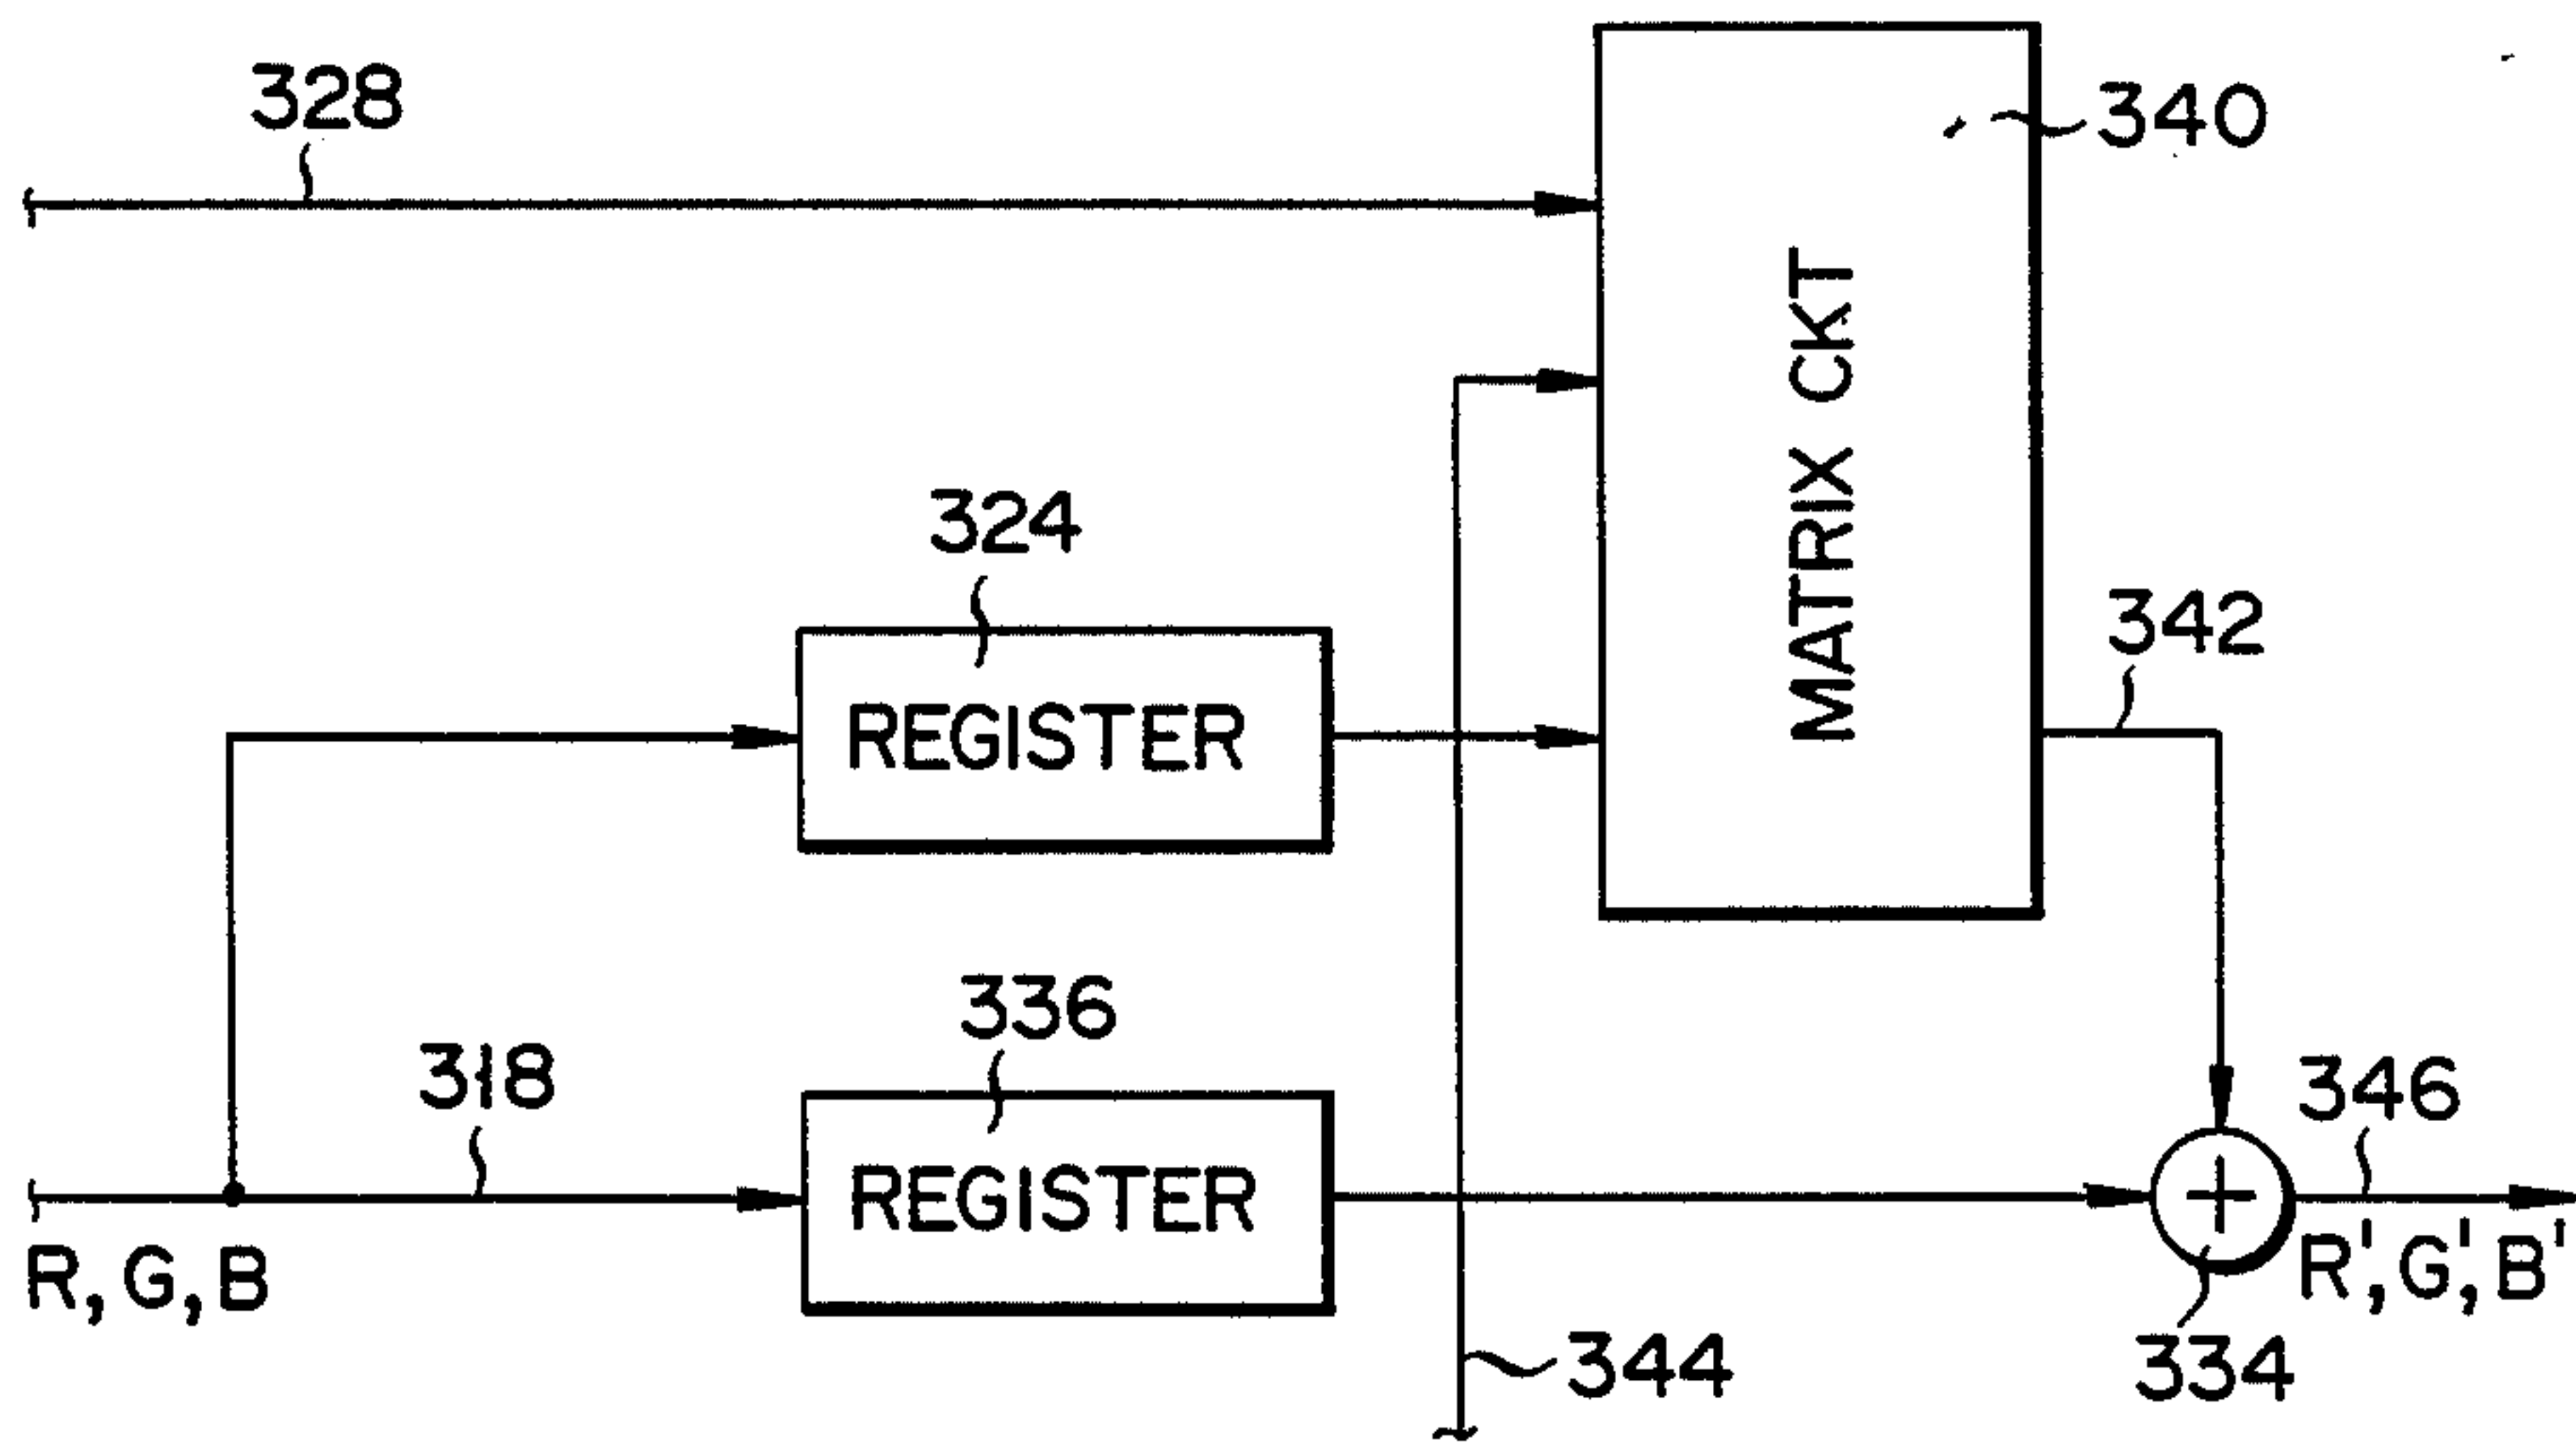 328
340
MATRIX CKT
324
REGISTER
342
336
318
REGISTER
346
R, G, B
R', G', B'
344
334